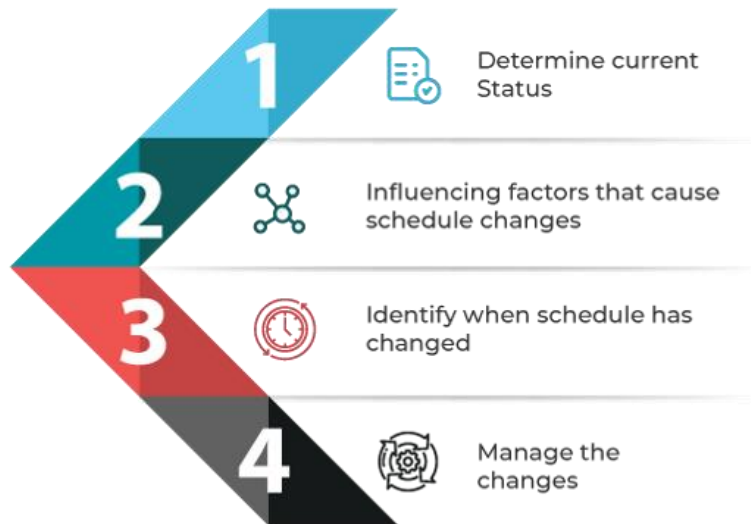 1
Determine current
Status
2
Influencing factors that cause
schedule changes
3
Identify when schedule has
changed
4
Manage the
changes